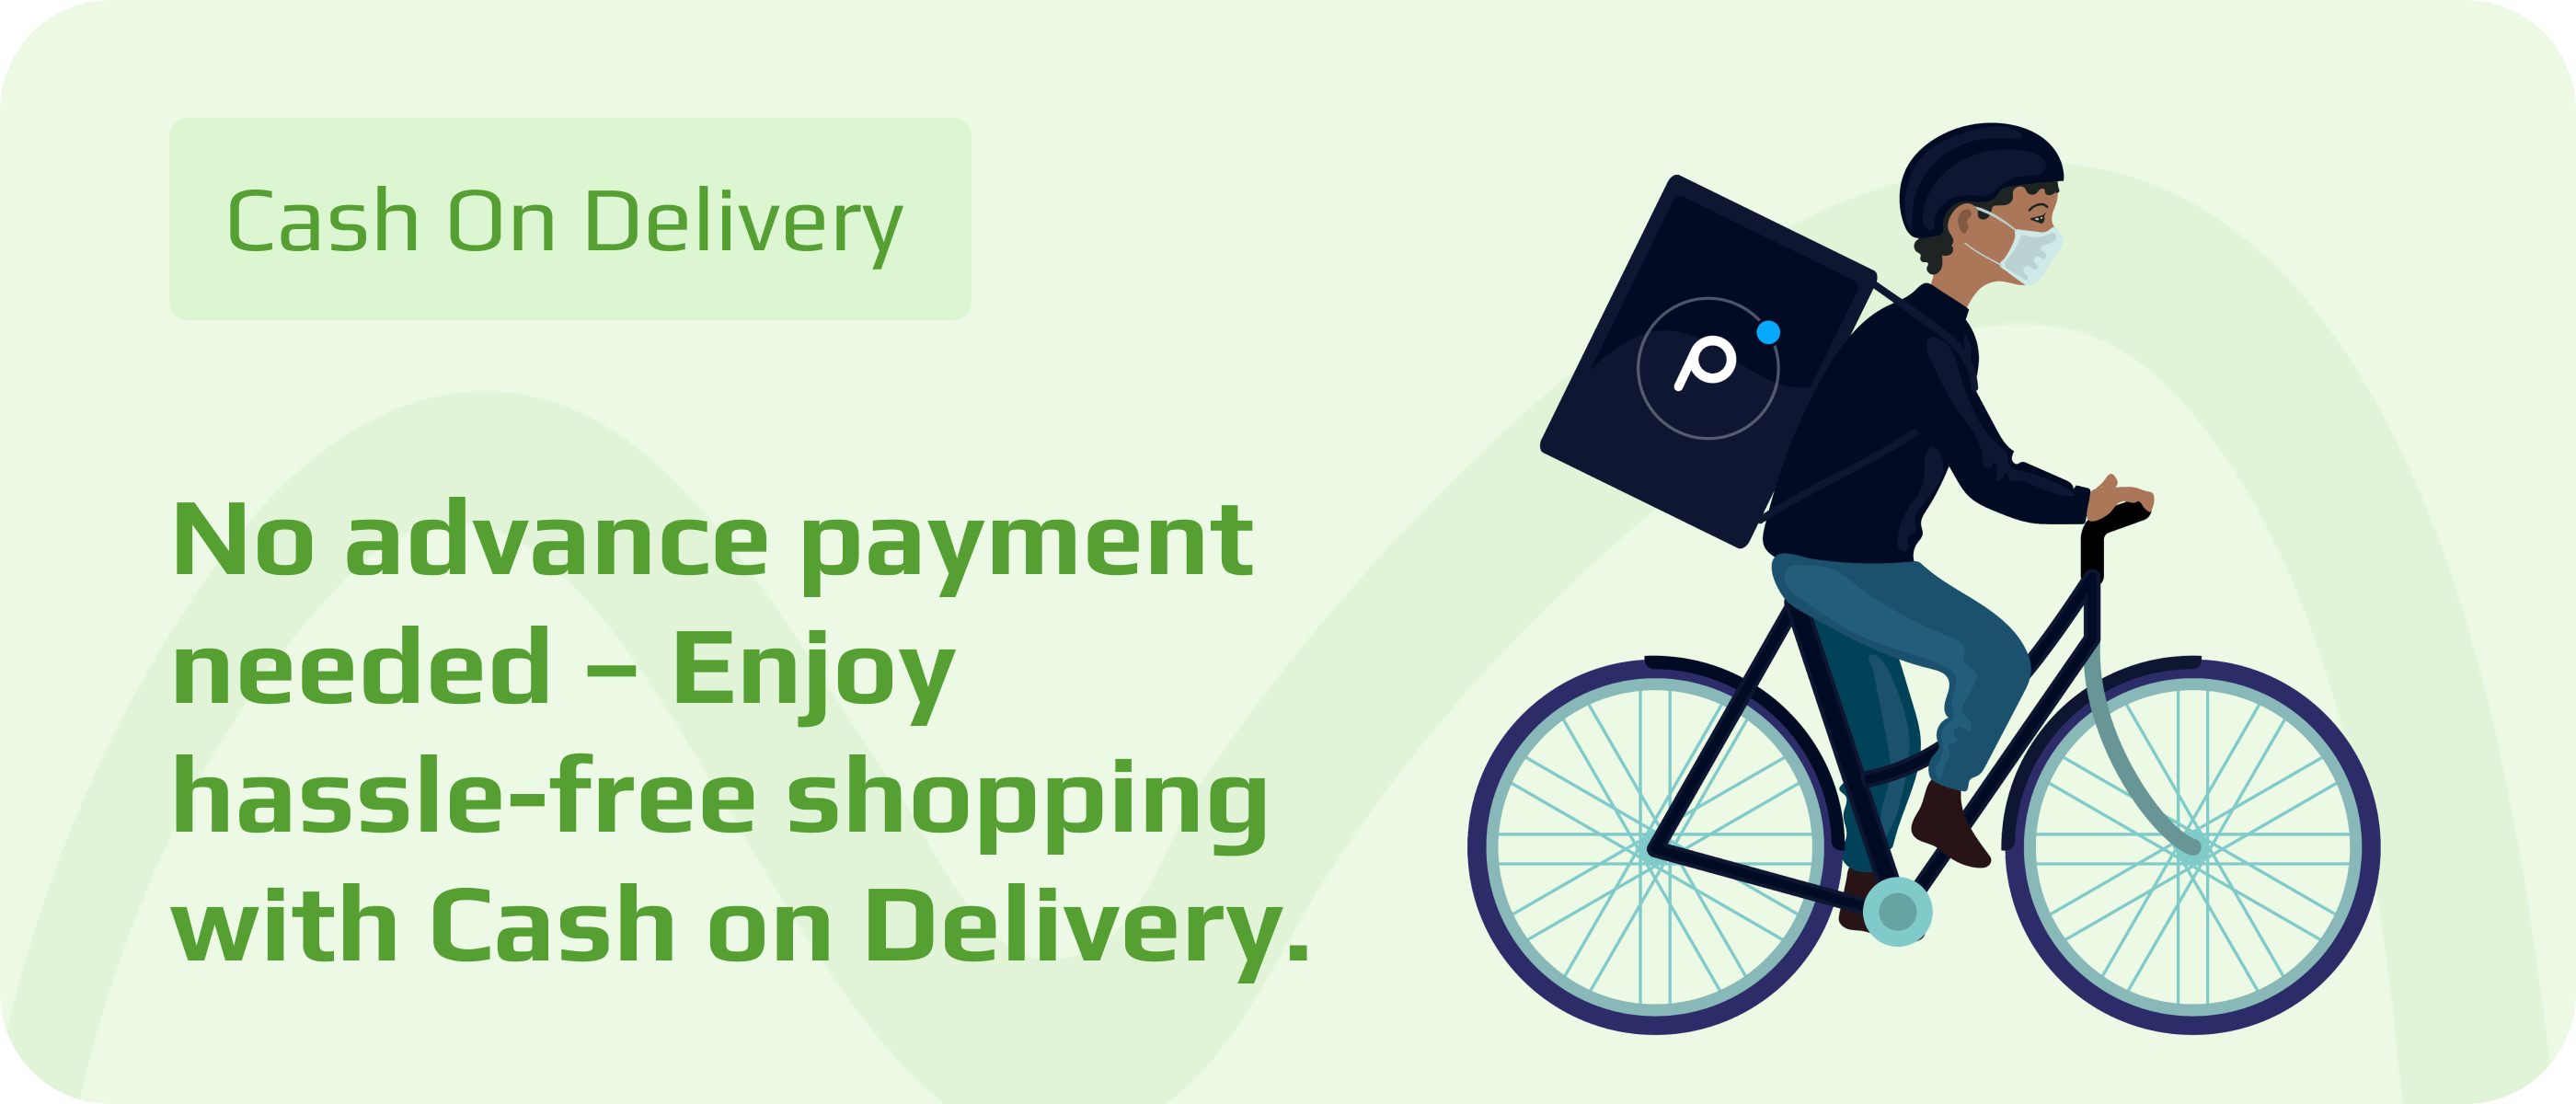 Cash On Delivery
No advance payment
needed – Enjoy
hassle-free shopping
with Cash on Delivery.